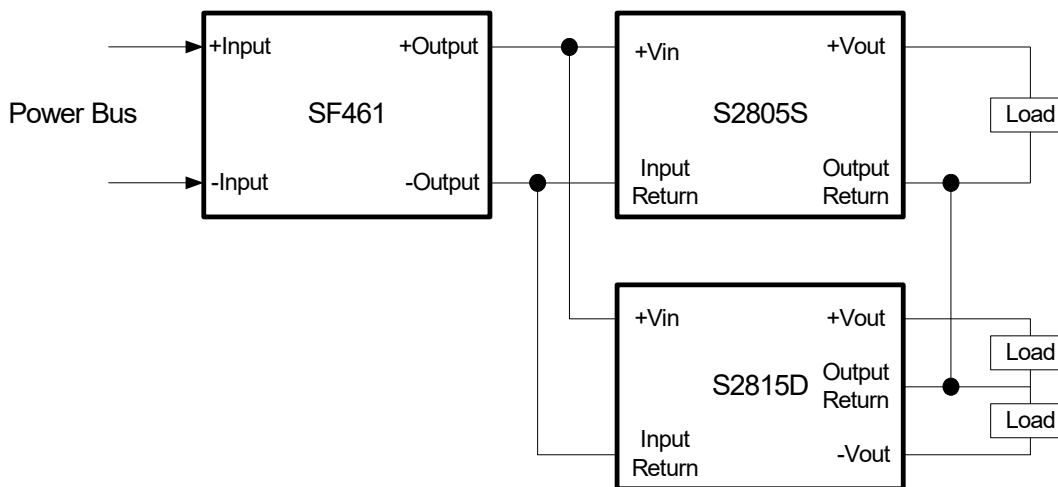 +Input
+Output
Power Bus
SF461
-Input
-Output
+Vin
+Vout
S2805S
Load
Input
Return
Output
Return
+Vin
+Vout
S2815D
Output
Return
Load
Load
Input
Return
-Vout